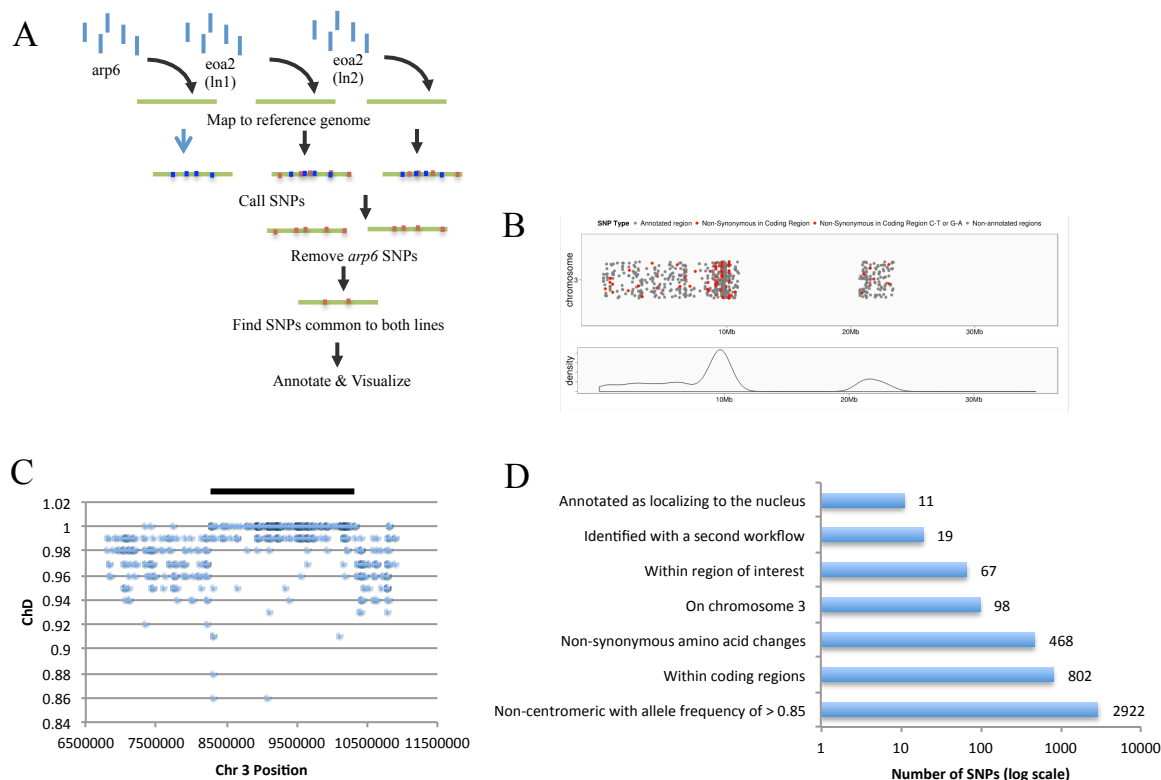 A
arp6
eoa2
(ln1)
eoa2
(ln2)
Map to reference genome
Call SNPs
Remove arp6 SNPs
Find SNPs common to both lines
Annotate & Visualize
B
SNP Type • Annotated region • Non-Synonymous in Coding Region • Non-Synonymous in Coding Region C-T or G-A • Non-annotated regions
chromosome
3
10Mb 20Mb 30Mb
density
10Mb 20Mb 30Mb
C
1.02
1
0.98
0.96
0.94
0.92
0.9
0.88
0.86
0.84
ChD
6500000 7500000 8500000 9500000 10500000 11500000
Chr 3 Position
D
Annotated as localizing to the nucleus 11
Identified with a second workflow 19
Within region of interest 67
On chromosome 3 98
Non-synonymous amino acid changes 468
Within coding regions 802
Non-centromeric with allele frequency of > 0.85 2922
1 10 100 1000 10000
Number of SNPs (log scale)